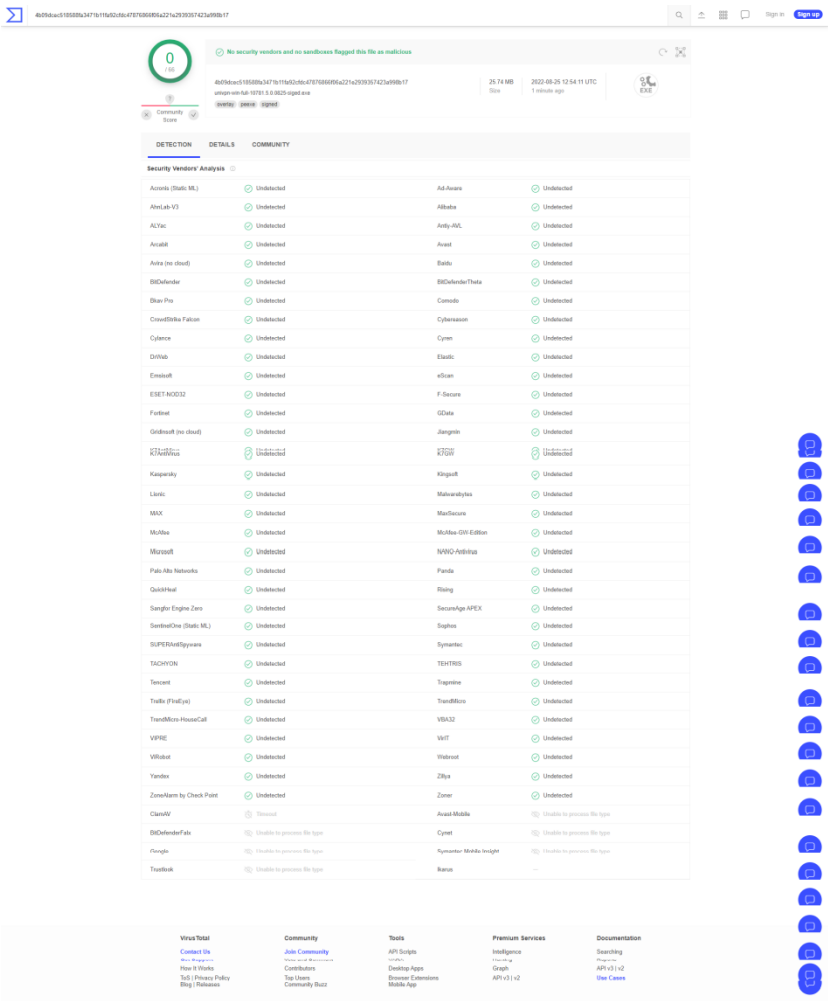 Sign in
Sign up
0
/ 66
Community
Score
No security vendors and no sandboxes flagged this file as malicious
25.74 MB
Size
2022-08-25 12:54:11 UTC
1 minute ago
EXE
overlay peexe signed
DETECTION DETAILS COMMUNITY
Security Vendors' Analysis
Acronis (Static ML) Undetected Ad-Aware Undetected
AhnLab-V3 Undetected Alibaba Undetected
ALYac Undetected Antiy-AVL Undetected
Arcabit Undetected Avast Undetected
Avira (no cloud) Undetected Baidu Undetected
BitDefender Undetected BitDefenderTheta Undetected
Bkav Pro Undetected Comodo Undetected
CrowdStrike Falcon Undetected Cybereason Undetected
Cylance Undetected Cyren Undetected
DrWeb Undetected Elastic Undetected
Emsisoft Undetected eScan Undetected
ESET-NOD32 Undetected F-Secure Undetected
Fortinet Undetected GData Undetected
Gridinsoft (no cloud) Undetected Jiangmin Undetected
K7AntiVirus Undetected K7GW Undetected
Kaspersky Undetected Kingsoft Undetected
Lionic Undetected Malwarebytes Undetected
MAX Undetected MaxSecure Undetected
McAfee Undetected McAfee-GW-Edition Undetected
Microsoft Undetected NANO-Antivirus Undetected
Palo Alto Networks Undetected Panda Undetected
QuickHeal Undetected Rising Undetected
Sangfor Engine Zero Undetected SecureAge APEX Undetected
SentinelOne (Static ML) Undetected Sophos Undetected
SUPERAntiSpyware Undetected Symantec Undetected
TACHYON Undetected TEHTRIS Undetected
Tencent Undetected Trapmine Undetected
Trellix (FireEye) Undetected TrendMicro Undetected
TrendMicro-HouseCall Undetected VBA32 Undetected
VIPRE Undetected VirIT Undetected
ViRobot Undetected Webroot Undetected
Yandex Undetected Zillya Undetected
ZoneAlarm by Check Point Undetected Zoner Undetected
ClamAV Timeout Avast-Mobile Unable to process file type
BitDefenderFalx Unable to process file type Cynet Unable to process file type
Google Unable to process file type Symantec Mobile Insight Unable to process file type
Trustlook Unable to process file type Ikarus —
VirusTotal Community Tools Premium Services Documentation
Contact Us Join Community API Scripts Intelligence Searching
How It Works Contributors Desktop Apps Graph API v3 | v2
ToS | Privacy Policy Top Users Browser Extensions API v3 | v2 Use Cases
Blog | Releases Community Buzz Mobile App